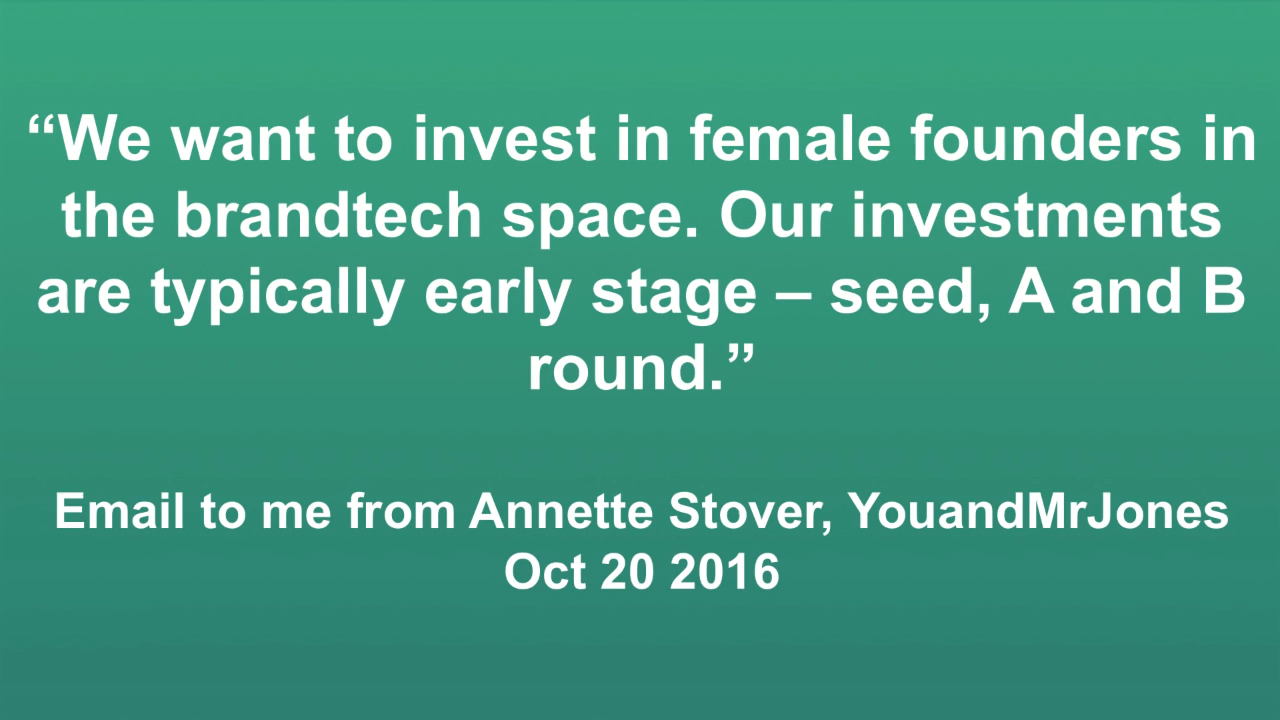 “We want to invest in female founders in
the brandtech space. Our investments
are typically early stage – seed, A and B
round.”
Email to me from Annette Stover, YouandMrJones
Oct 20 2016